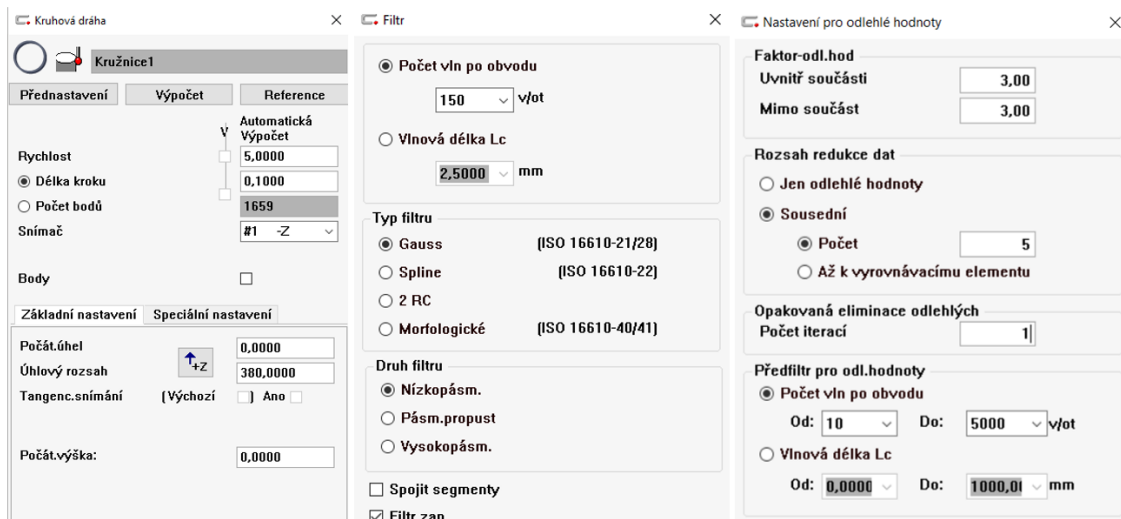 Kruhová dráha
Kružnice1
Přednastavení Výpočet Reference
V Automatická
Výpočet
Rychlost 5,0000
Délka kroku 0,1000
Počet bodů 1659
Snímač #1 -Z
Body
Základní nastavení Speciální nastavení
Počát.úhel 0,0000
+Z
Úhlový rozsah 380,0000
Tangenc.snímání (Výchozí ) Ano
Počát.výška: 0,0000
Filtr
Počet vln po obvodu
150 v/ot
Vlnová délka Lc
2,5000 mm
Typ filtru
Gauss (ISO 16610-21/28)
Spline (ISO 16610-22)
2 RC
Morfologické (ISO 16610-40/41)
Druh filtru
Nízkopásm.
Pásm.propust
Vysokopásm.
Spojit segmenty
Filtr zap
Nastavení pro odlehlé hodnoty
Faktor-odl.hod
Uvnitř součásti 3,00
Mimo součást 3,00
Rozsah redukce dat
Jen odlehlé hodnoty
Sousední
Počet 5
Až k vyrovnávacímu elementu
Opakovaná eliminace odlehlých
Počet iterací 1
Předfiltr pro odl.hodnoty
Počet vln po obvodu
Od: 10 Do: 5000 v/ot
Vlnová délka Lc
Od: 0,0000 Do: 1000,0 mm